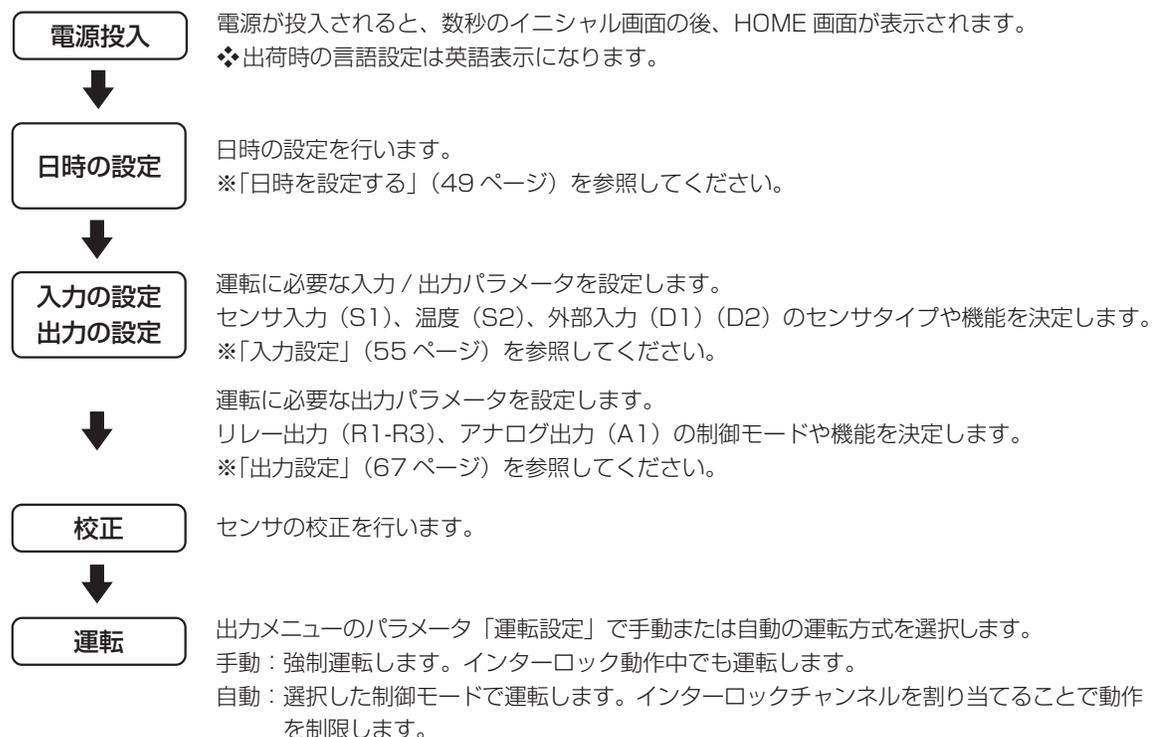 電源投入
電源が投入されると、数秒のイニシャル画面の後、HOME 画面が表示されます。
❖出荷時の言語設定は英語表示になります。
日時の設定
日時の設定を行います。
※「日時を設定する」（49 ページ）を参照してください。
入力の設定
出力の設定
運転に必要な入力 / 出力パラメータを設定します。
センサ入力（S1）、温度（S2）、外部入力（D1）（D2）のセンサタイプや機能を決定します。
※「入力設定」（55 ページ）を参照してください。
運転に必要な出力パラメータを設定します。
リレー出力（R1-R3）、アナログ出力（A1）の制御モードや機能を決定します。
※「出力設定」（67 ページ）を参照してください。
校正
センサの校正を行います。
運転
出力メニューのパラメータ「運転設定」で手動または自動の運転方式を選択します。
手動：強制運転します。インターロック動作中でも運転します。
自動：選択した制御モードで運転します。インターロックチャンネルを割り当てることで動作
を制限します。